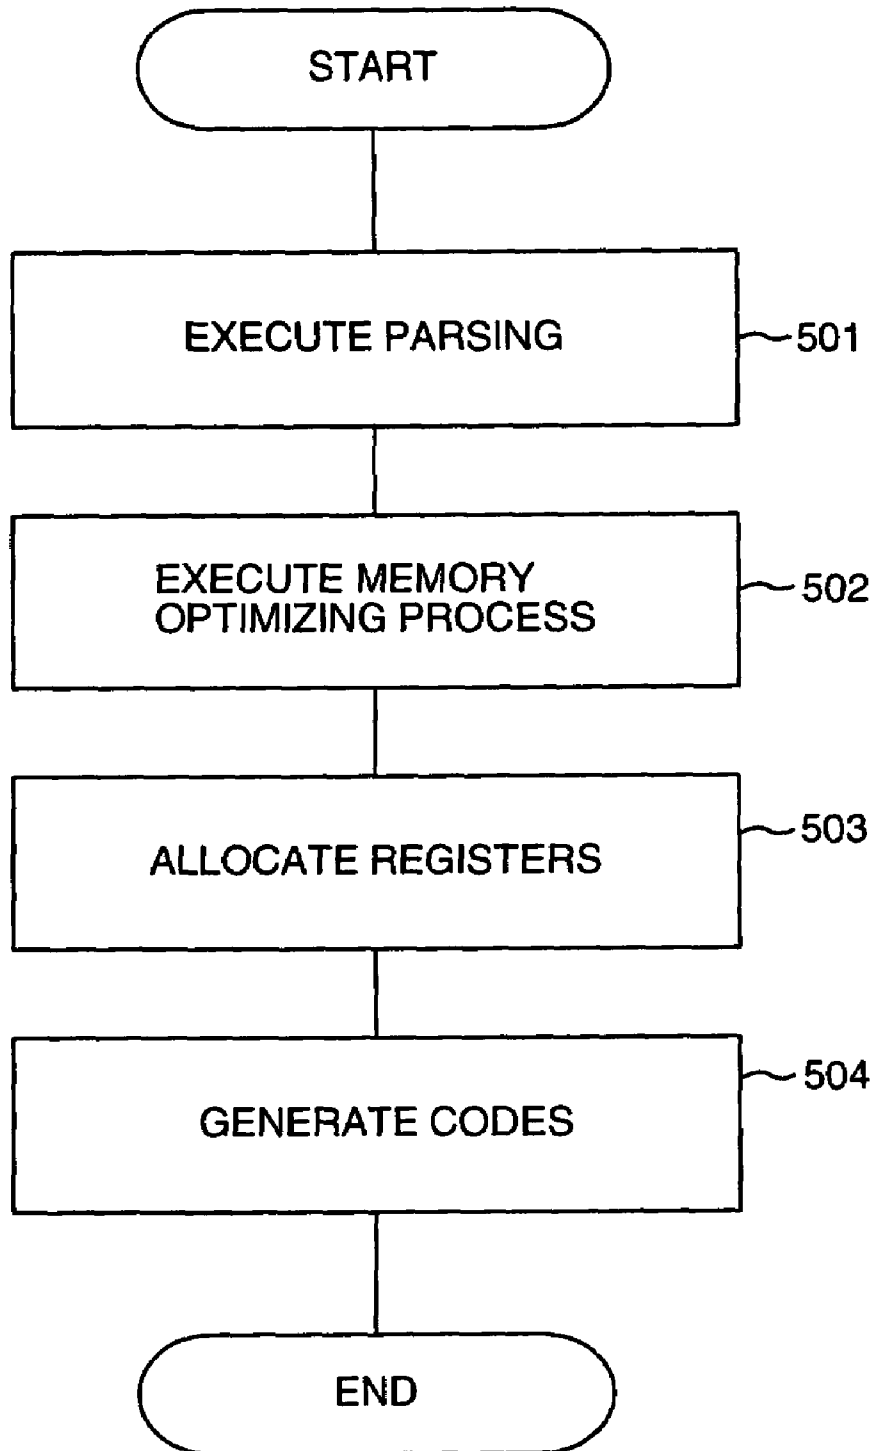 START
EXECUTE PARSING
501
EXECUTE MEMORY
OPTIMIZING PROCESS
502
ALLOCATE REGISTERS
503
GENERATE CODES
504
END